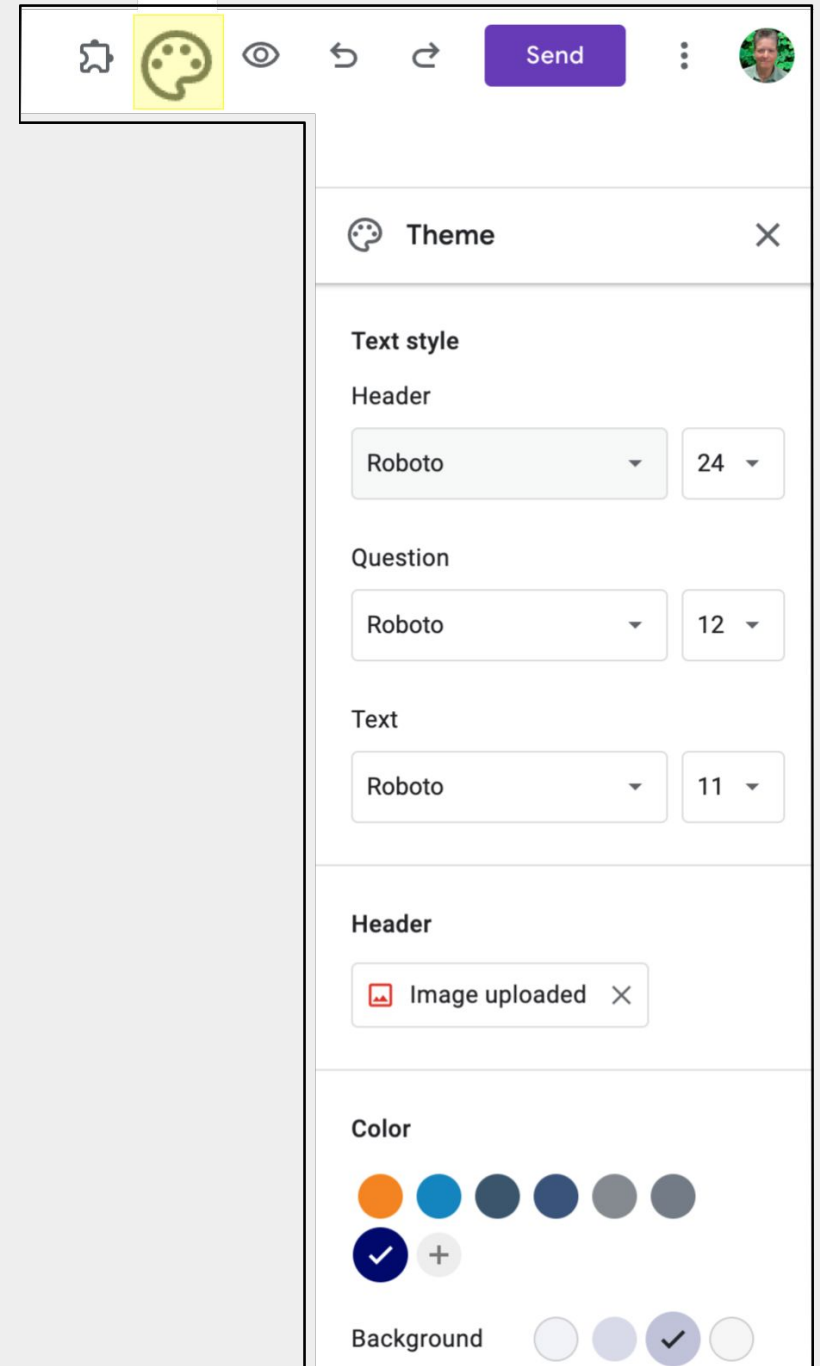 Send
Theme
Text style
Header
Roboto 24
Question
Roboto 12
Text
Roboto 11
Header
Image uploaded
Color
Background